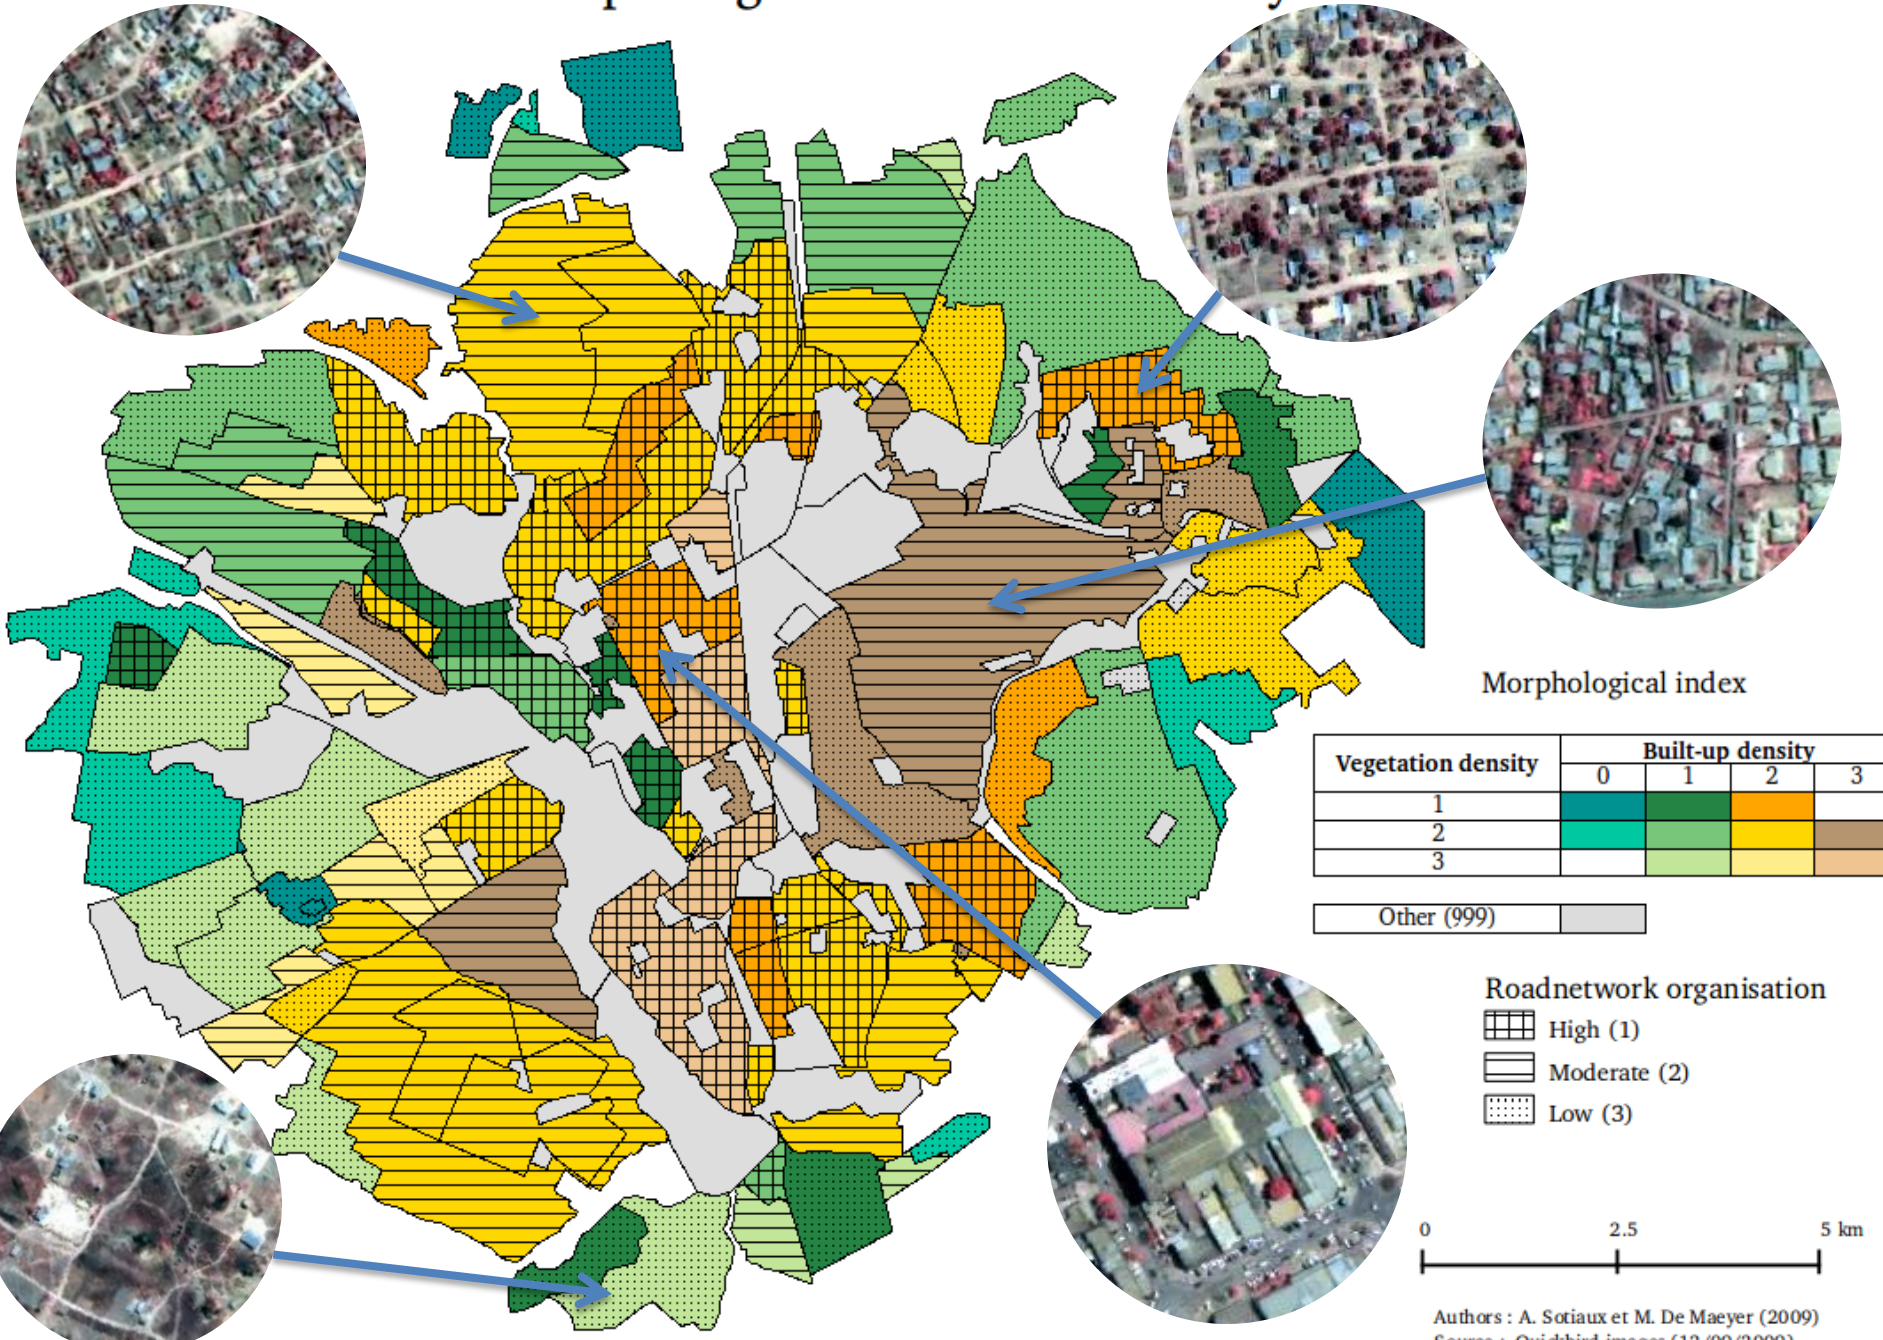 Morphological index
Vegetation density
Built-up density
0 1 2 3
1
2
3
Other (999)
Roadnetwork organisation
High (1)
Moderate (2)
Low (3)
0 2.5 5 km
Authors : A. Sotiaux et M. De Maeyer (2009)